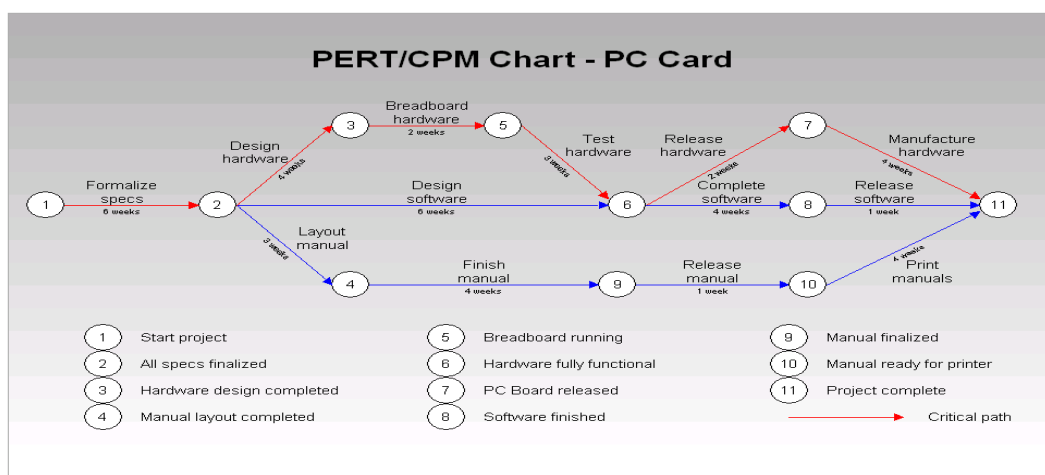 PERT/CPM Chart - PC Card
Breadboard
hardware
2 weeks
3
5
7
Design
hardware
4 weeks
Test
hardware
3 weeks
Release
hardware
2 weeks
Manufacture
hardware
4 weeks
Formalize
specs
6 weeks
Design
software
6 weeks
Complete
software
4 weeks
Release
software
1 week
1
2
6
8
11
Layout
manual
3 weeks
Finish
manual
4 weeks
Release
manual
1 week
4 weeks
Print
manuals
4
9
10
1 Start project
2 All specs finalized
3 Hardware design completed
4 Manual layout completed
5 Breadboard running
6 Hardware fully functional
7 PC Board released
8 Software finished
9 Manual finalized
10 Manual ready for printer
11 Project complete
Critical path